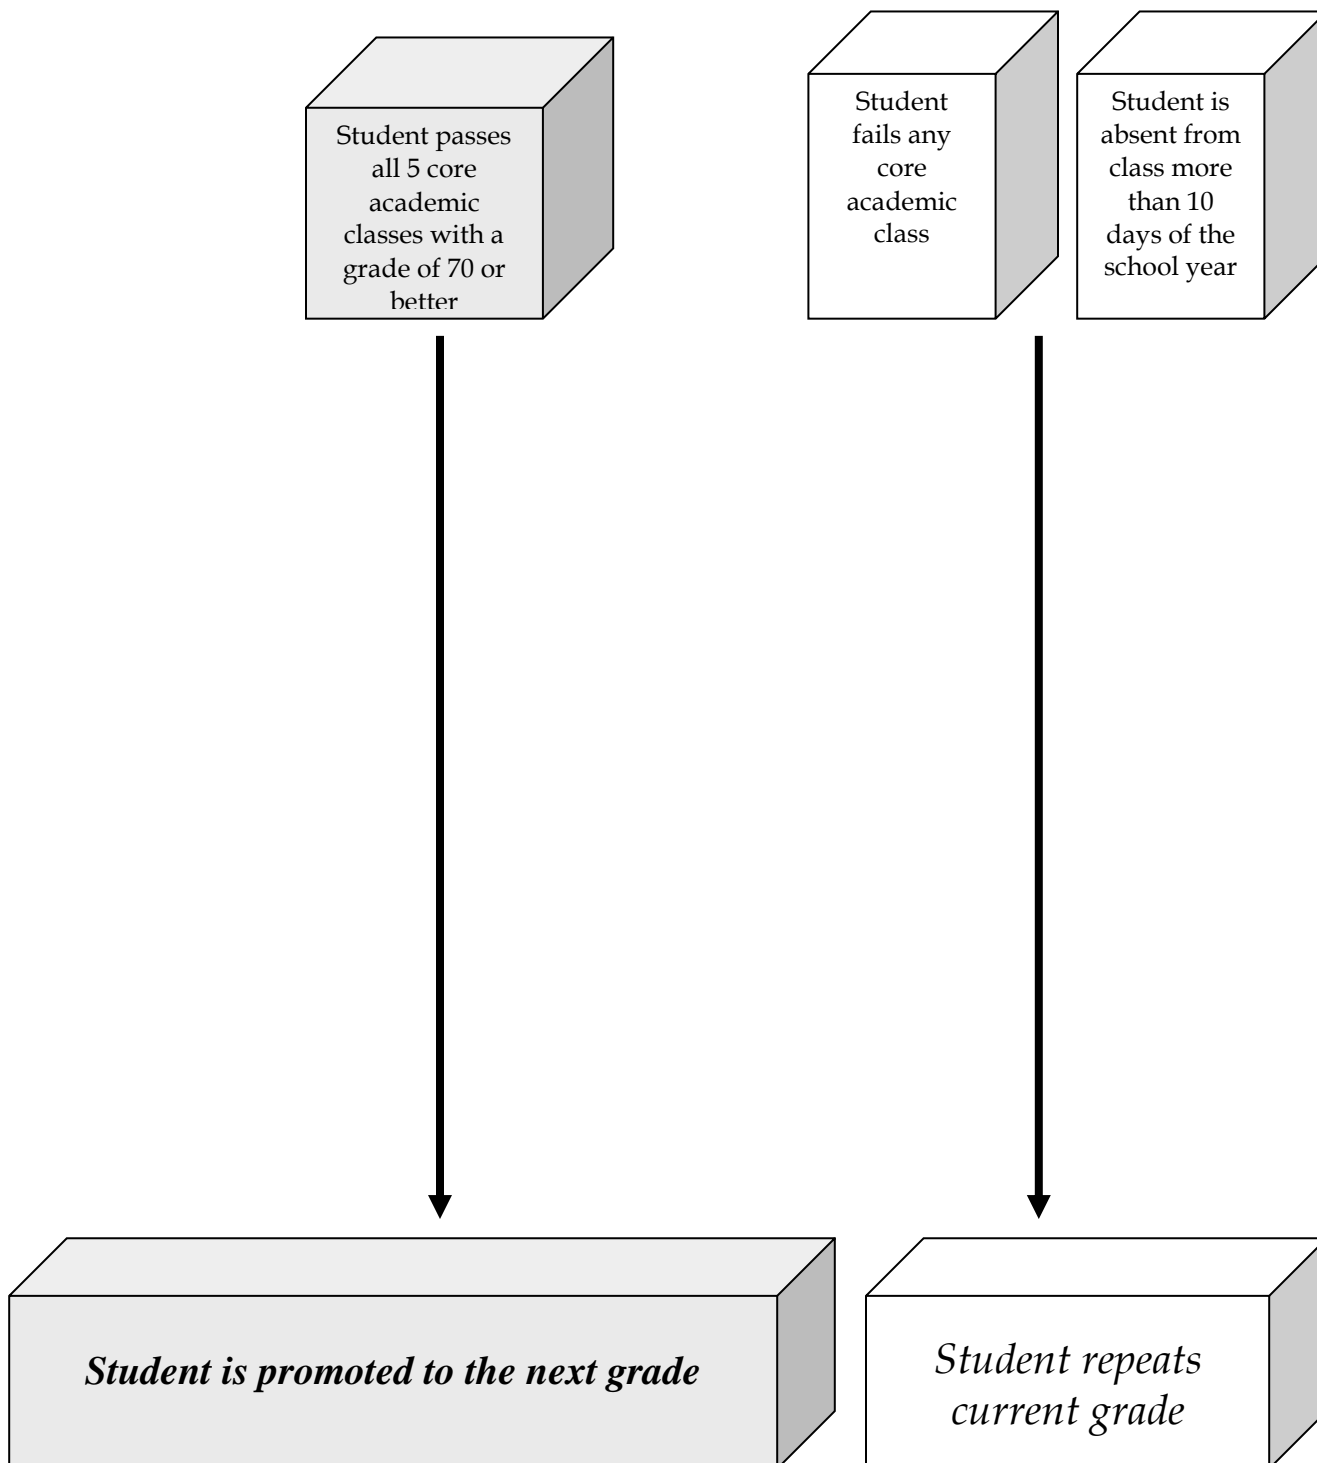 Student passes
all 5 core
academic
classes with a
grade of 70 or
better
Student
fails any
core
academic
class
Student is
absent from
class more
than 10
days of the
school year
Student is promoted to the next grade
Student repeats
current grade